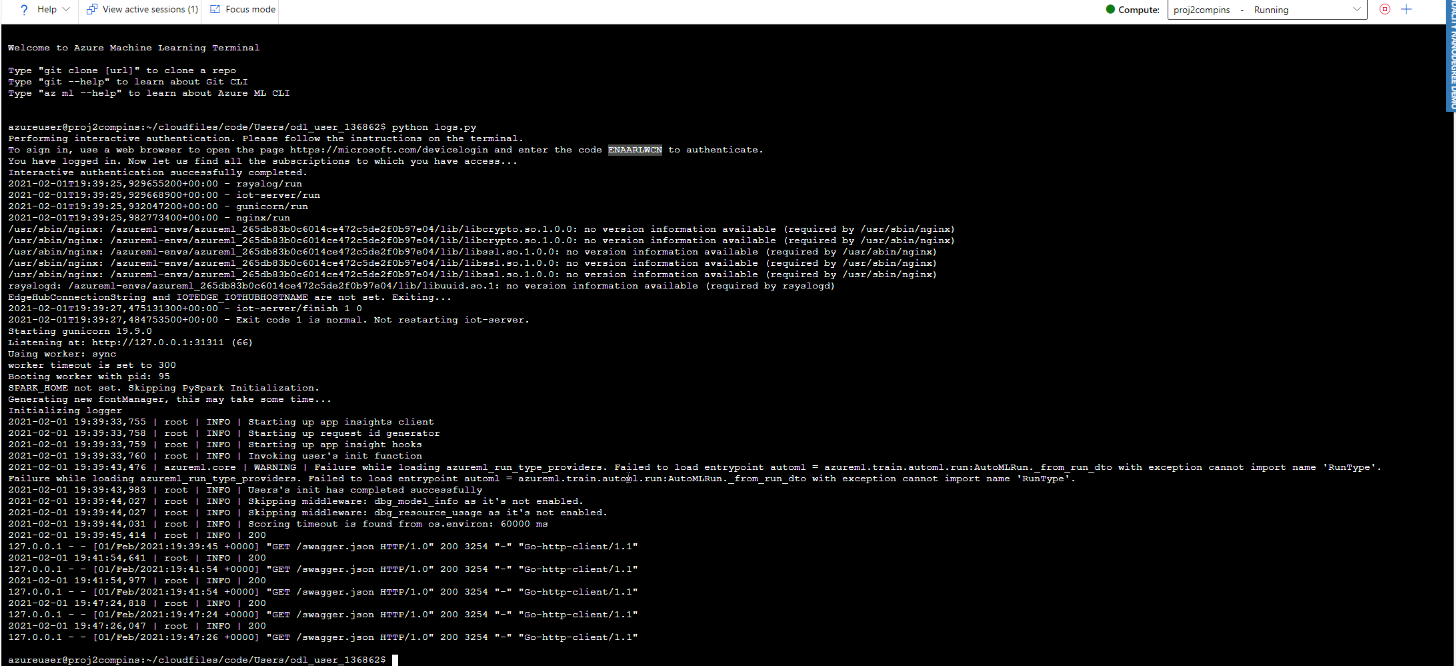 Help
View active sessions (1)
Focus mode
Compute:
proj2compins - Running
Welcome to Azure Machine Learning Terminal
Type "git clone [url]" to clone a repo
Type "git --help" to learn about Git CLI
Type "az ml --help" to learn about Azure ML CLI
azureuser@proj2compins:~/cloudfiles/code/Users/odl_user_136862$ python logs.py
Performing interactive authentication. Please follow the instructions on the terminal.
To sign in, use a web browser to open the page https://microsoft.com/devicelogin and enter the code ENAARLWCN to authenticate.
You have logged in. Now let us find all the subscriptions to which you have access...
Interactive authentication successfully completed.
2021-02-01T19:39:25,929655200+00:00 - rsyslog/run
2021-02-01T19:39:25,929668900+00:00 - iot-server/run
2021-02-01T19:39:25,932047200+00:00 - gunicorn/run
2021-02-01T19:39:25,982773400+00:00 - nginx/run
/usr/sbin/nginx: /azureml-envs/azureml_265db83b0c6014ce472c5de2f0b97e04/lib/libcrypto.so.1.0.0: no version information available (required by /usr/sbin/nginx)
/usr/sbin/nginx: /azureml-envs/azureml_265db83b0c6014ce472c5de2f0b97e04/lib/libcrypto.so.1.0.0: no version information available (required by /usr/sbin/nginx)
/usr/sbin/nginx: /azureml-envs/azureml_265db83b0c6014ce472c5de2f0b97e04/lib/libssl.so.1.0.0: no version information available (required by /usr/sbin/nginx)
/usr/sbin/nginx: /azureml-envs/azureml_265db83b0c6014ce472c5de2f0b97e04/lib/libssl.so.1.0.0: no version information available (required by /usr/sbin/nginx)
/usr/sbin/nginx: /azureml-envs/azureml_265db83b0c6014ce472c5de2f0b97e04/lib/libssl.so.1.0.0: no version information available (required by /usr/sbin/nginx)
rsyslogd: /azureml-envs/azureml_265db83b0c6014ce472c5de2f0b97e04/lib/libuuid.so.1: no version information available (required by rsyslogd)
EdgeHubConnectionString and IOTEDGE_IOTHUBHOSTNAME are not set. Exiting...
2021-02-01T19:39:27,475131300+00:00 - iot-server/finish 1 0
2021-02-01T19:39:27,484753500+00:00 - Exit code 1 is normal. Not restarting iot-server.
Starting gunicorn 19.9.0
Listening at: http://127.0.0.1:31311 (66)
Using worker: sync
worker timeout is set to 300
Booting worker with pid: 95
SPARK_HOME not set. Skipping PySpark Initialization.
Generating new fontManager, this may take some time...
Initializing logger
2021-02-01 19:39:33,755 | root | INFO | Starting up app insights client
2021-02-01 19:39:33,758 | root | INFO | Starting up request id generator
2021-02-01 19:39:33,759 | root | INFO | Starting up app insight hooks
2021-02-01 19:39:33,760 | root | INFO | Invoking user's init function
2021-02-01 19:39:43,476 | azureml.core | WARNING | Failure while loading azureml_run_type_providers. Failed to load entrypoint automl = azureml.train.automl.run:AutoMLRun._from_run_dto with exception cannot import name 'RunType'.
Failure while loading azureml_run_type_providers. Failed to load entrypoint automl = azureml.train.automl.run:AutoMLRun._from_run_dto with exception cannot import name 'RunType'.
2021-02-01 19:39:43,983 | root | INFO | Users's init has completed successfully
2021-02-01 19:39:44,027 | root | INFO | Skipping middleware: dbg_model_info as it's not enabled.
2021-02-01 19:39:44,027 | root | INFO | Skipping middleware: dbg_resource_usage as it's not enabled.
2021-02-01 19:39:44,031 | root | INFO | Scoring timeout is found from os.environ: 60000 ms
2021-02-01 19:39:45,414 | root | INFO | 200
127.0.0.1 - - [01/Feb/2021:19:39:45 +0000] "GET /swagger.json HTTP/1.0" 200 3254 "-" "Go-http-client/1.1"
2021-02-01 19:41:54,641 | root | INFO | 200
127.0.0.1 - - [01/Feb/2021:19:41:54 +0000] "GET /swagger.json HTTP/1.0" 200 3254 "-" "Go-http-client/1.1"
2021-02-01 19:41:54,977 | root | INFO | 200
127.0.0.1 - - [01/Feb/2021:19:41:54 +0000] "GET /swagger.json HTTP/1.0" 200 3254 "-" "Go-http-client/1.1"
2021-02-01 19:47:24,818 | root | INFO | 200
127.0.0.1 - - [01/Feb/2021:19:47:24 +0000] "GET /swagger.json HTTP/1.0" 200 3254 "-" "Go-http-client/1.1"
2021-02-01 19:47:26,047 | root | INFO | 200
127.0.0.1 - - [01/Feb/2021:19:47:26 +0000] "GET /swagger.json HTTP/1.0" 200 3254 "-" "Go-http-client/1.1"
azureuser@proj2compins:~/cloudfiles/code/Users/odl_user_136862$
NANODEGREE DEMO